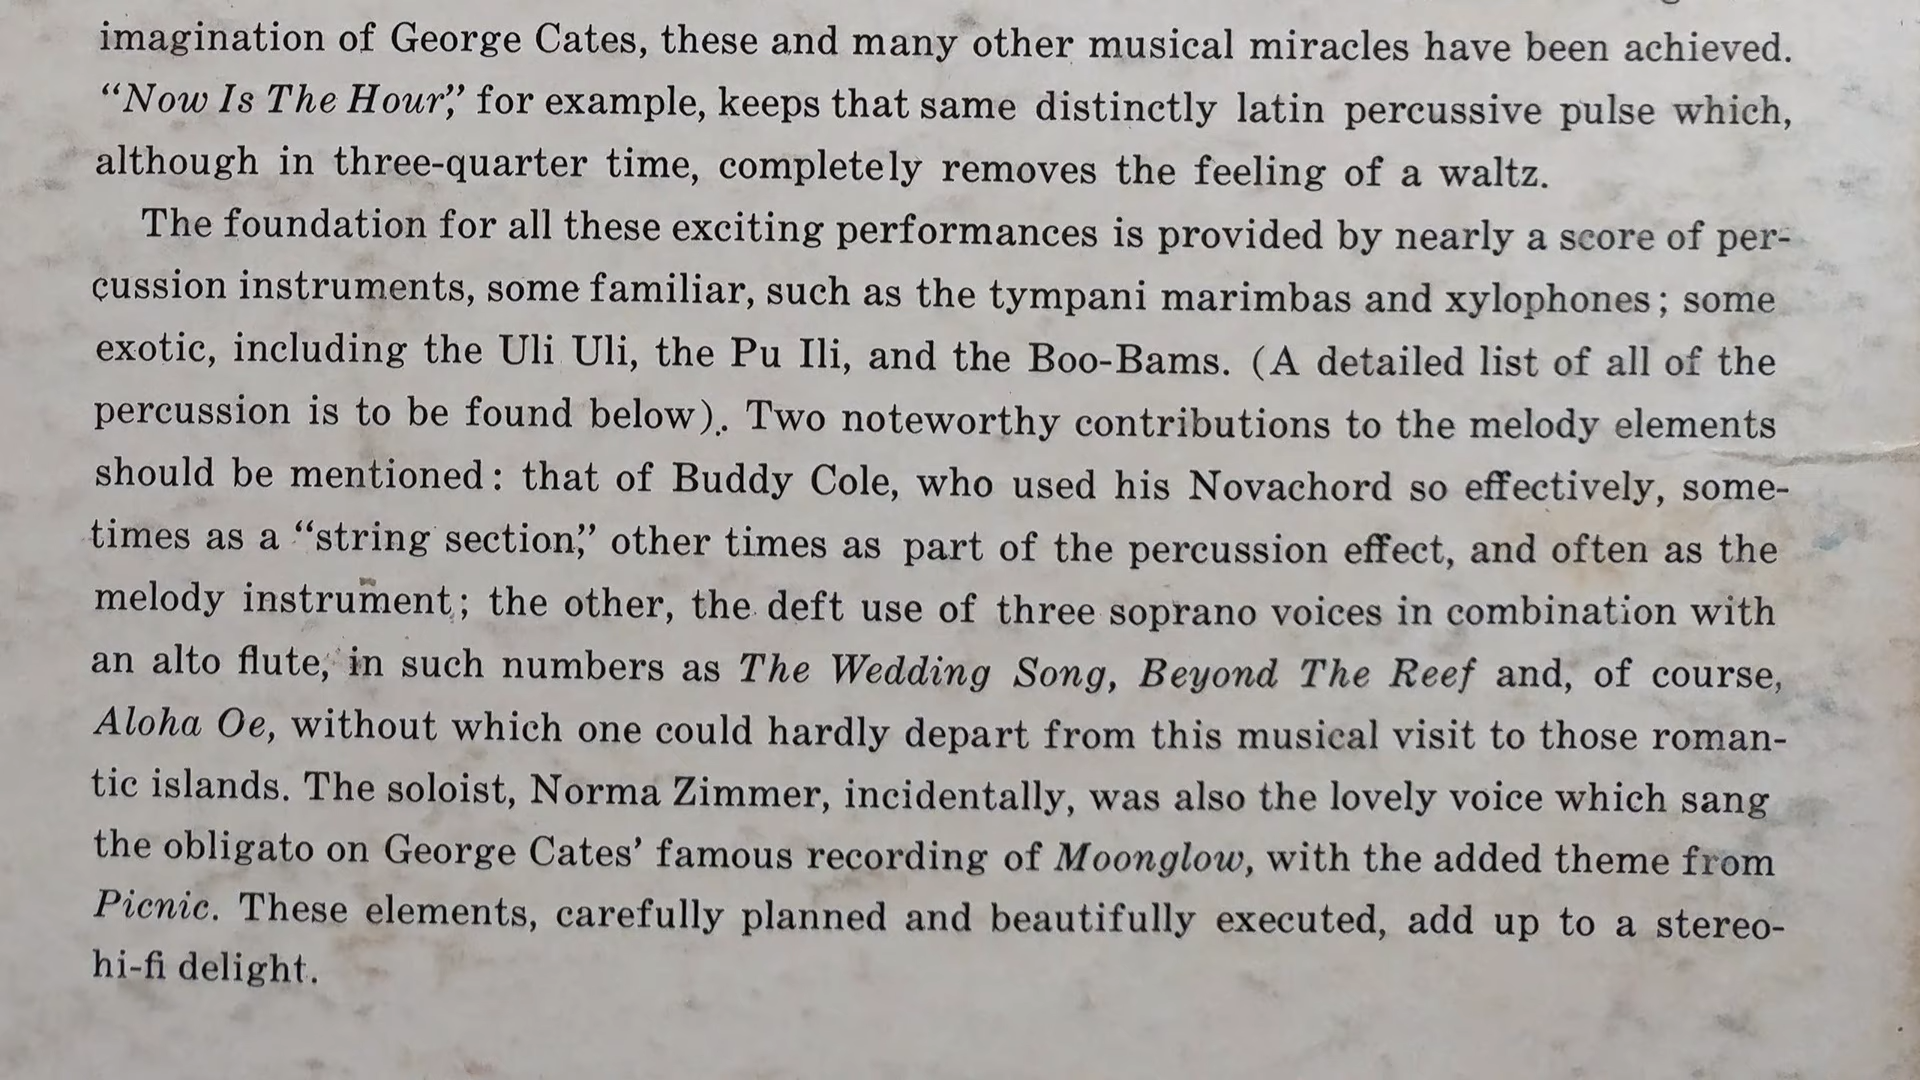 imagination of George Cates, these and many other musical miracles have been achieved.
“Now Is The Hour,” for example, keeps that same distinctly latin percussive pulse which,
although in three-quarter time, completely removes the feeling of a waltz.
The foundation for all these exciting performances is provided by nearly a score of per-
cussion instruments, some familiar, such as the tympani marimbas and xylophones; some
exotic, including the Uli Uli, the Pu Ili, and the Boo-Bams. (A detailed list of all of the
percussion is to be found below). Two noteworthy contributions to the melody elements
should be mentioned: that of Buddy Cole, who used his Novachord so effectively, some-
times as a “string section,” other times as part of the percussion effect, and often as the
melody instrument; the other, the deft use of three soprano voices in combination with
an alto flute, in such numbers as The Wedding Song, Beyond The Reef and, of course,
Aloha Oe, without which one could hardly depart from this musical visit to those roman-
tic islands. The soloist, Norma Zimmer, incidentally, was also the lovely voice which sang
the obligato on George Cates’ famous recording of Moonglow, with the added theme from
Picnic. These elements, carefully planned and beautifully executed, add up to a stereo-
hi-fi delight.